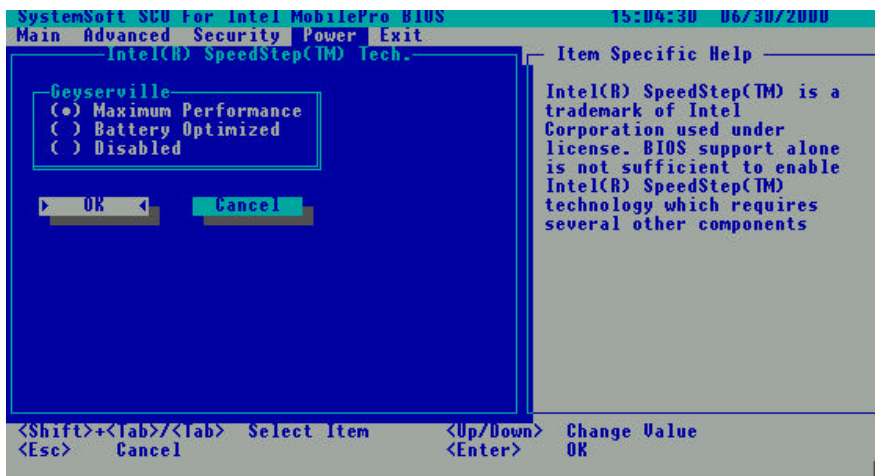 SystemSoft SCU For Intel MobilePro BIOS 15:04:30 06/30/2000
Main Advanced Security Power Exit
Intel(R) SpeedStep(TM) Tech.
Geyserville
(•) Maximum Performance
( ) Battery Optimized
( ) Disabled
OK
Cancel
Item Specific Help
Intel(R) SpeedStep(TM) is a
trademark of Intel
Corporation used under
license. BIOS support alone
is not sufficient to enable
Intel(R) SpeedStep(TM)
technology which requires
several other components
<Shift>+<Tab>/<Tab> Select Item <Up/Down> Change Value
<Esc> Cancel <Enter> OK